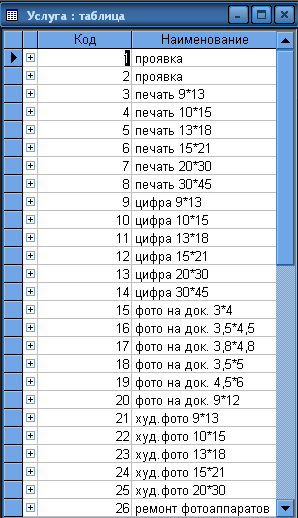 Услуга : таблица
Код Наименование
1 проявка
2 проявка
3 печать 9*13
4 печать 10*15
5 печать 13*18
6 печать 15*21
7 печать 20*30
8 печать 30*45
9 цифра 9*13
10 цифра 10*15
11 цифра 13*18
12 цифра 15*21
13 цифра 20*30
14 цифра 30*45
15 фото на док. 3*4
16 фото на док. 3,5*4,5
17 фото на док. 3,8*4,8
18 фото на док. 3,5*5
19 фото на док. 4,5*6
20 фото на док. 9*12
21 худ.фото 9*13
22 худ.фото 10*15
23 худ.фото 13*18
24 худ.фото 15*21
25 худ.фото 20*30
26 ремонт фотоаппаратов